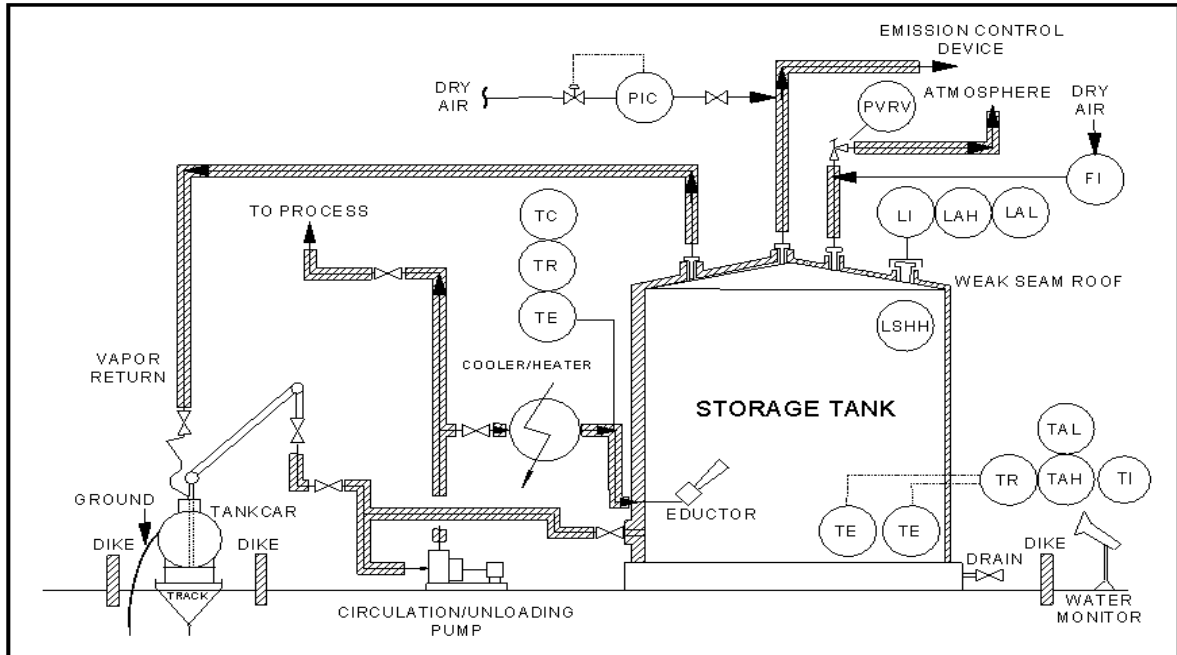 EMISSION CONTROL
DEVICE
DRY
AIR
PIC
ATMOSPHERE
PVRV
DRY
AIR
FI
TO PROCESS
TC
TR
TE
LI
LAH
LAL
WEAK SEAM ROOF
LSHH
VAPOR
RETURN
COOLER/HEATER
STORAGE TANK
TAL
TR
TAH
TI
GROUND
TANKCAR
EDUCTOR
TE
TE
DIKE
DIKE
DRAIN
DIKE
TRACK
CIRCULATION/UNLOADING
PUMP
WATER
MONITOR